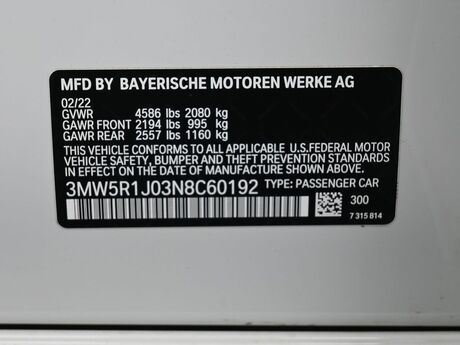 MFD BY BAYERISCHE MOTOREN WERKE AG
02/22
GVWR 4586 lbs 2080 kg
GAWR FRONT 2194 lbs 995 kg
GAWR REAR 2557 lbs 1160 kg
THIS VEHICLE CONFORMS TO ALL APPLICABLE U.S.FEDERAL MOTOR
VEHICLE SAFETY, BUMPER AND THEFT PREVENTION STANDARDS
IN EFFECT ON THE DATE OF MANUFACTURE SHOWN ABOVE.
3MW5R1J03N8C60192 TYPE: PASSENGER CAR
300
7 315 814